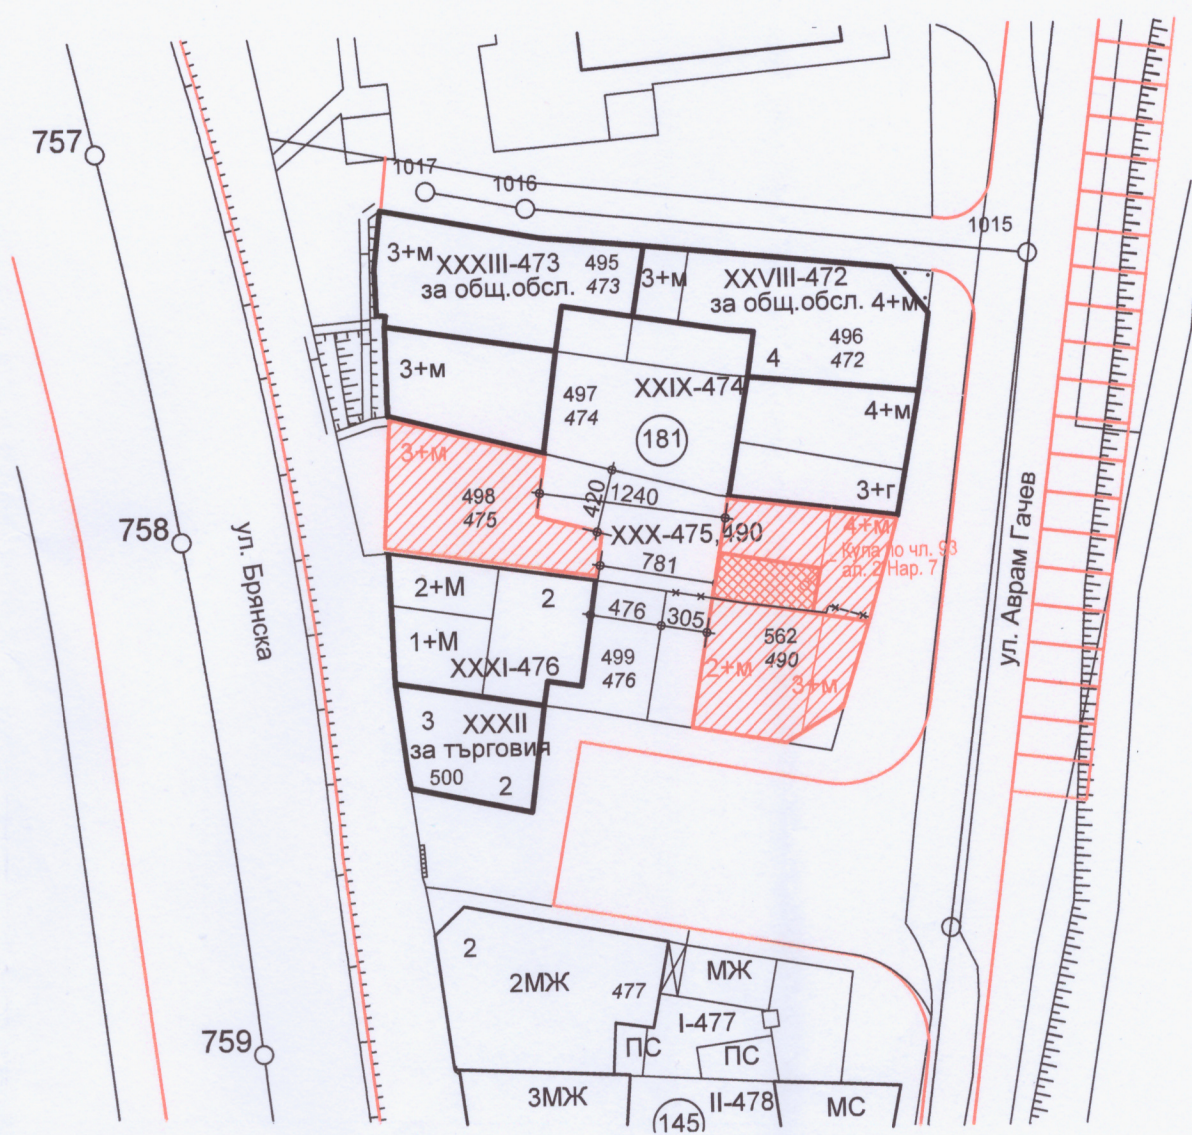 757
1017
1016
1015
3+м
XXXIII-473
за общ.обсл.
495
473
3+м
XXVIII-472
за общ.обсл.
4+м
496
472
4
3+м
497
474
XXIX-474
181
4+м
3+г
3+м
498
475
420
1240
XXX-475,490
781
4+м
Кула по чл. 93
ал. 2 Нар. 7
758
ул. Брянска
ул. Аврам Гачев
2+М
2
1+М
XXXI-476
476
305
499
476
562
490
2+м
3+м
3
XXXII
за търговия
500
2
2
2МЖ
477
МЖ
I-477
ПС
ПС
759
3МЖ
145
II-478
МС